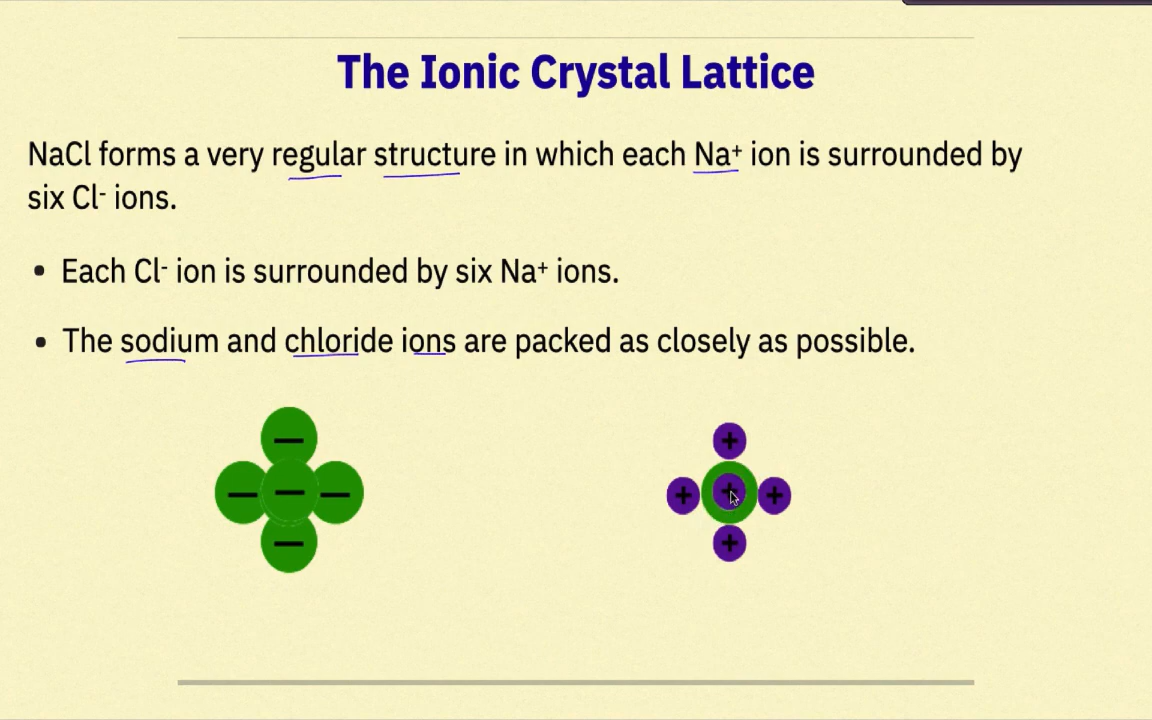 The Ionic Crystal Lattice
NaCl forms a very regular structure in which each Na⁺ ion is surrounded by
six Cl⁻ ions.
• Each Cl⁻ ion is surrounded by six Na⁺ ions.
• The sodium and chloride ions are packed as closely as possible.
− +
− − − + + +
− +